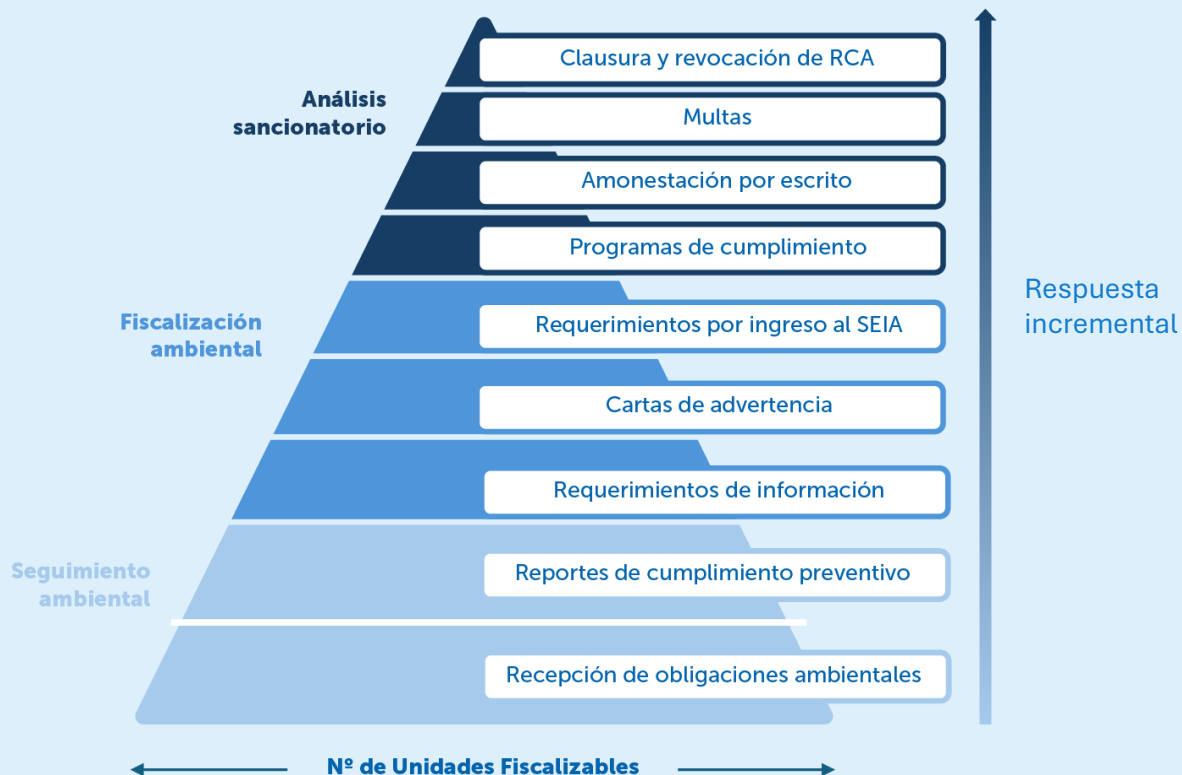 Clausura y revocación de RCA
Análisis
sancionatorio
Multas
Amonestación por escrito
Programas de cumplimiento
Respuesta
incremental
Fiscalización
ambiental
Requerimientos por ingreso al SEIA
Cartas de advertencia
Requerimientos de información
Seguimiento
ambiental
Reportes de cumplimiento preventivo
Recepción de obligaciones ambientales
Nº de Unidades Fiscalizables